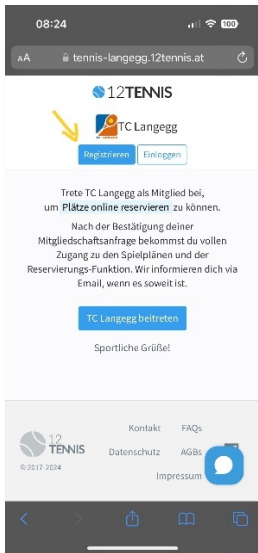 08:24
100
AA
tennis-langegg.12tennis.at
12TENNIS
TC Langegg
Registrieren
Einloggen
Trete TC Langegg als Mitglied bei,
um Plätze online reservieren zu können.
Nach der Bestätigung deiner
Mitgliedschaftsanfrage bekommst du vollen
Zugang zu den Spielplänen und der
Reservierungs-Funktion. Wir informieren dich via
Email, wenn es soweit ist.
TC Langegg beitreten
Sportliche Grüße!
Kontakt FAQs
12
TENNIS
Datenschutz AGBs
© 2017-2024
Impressum